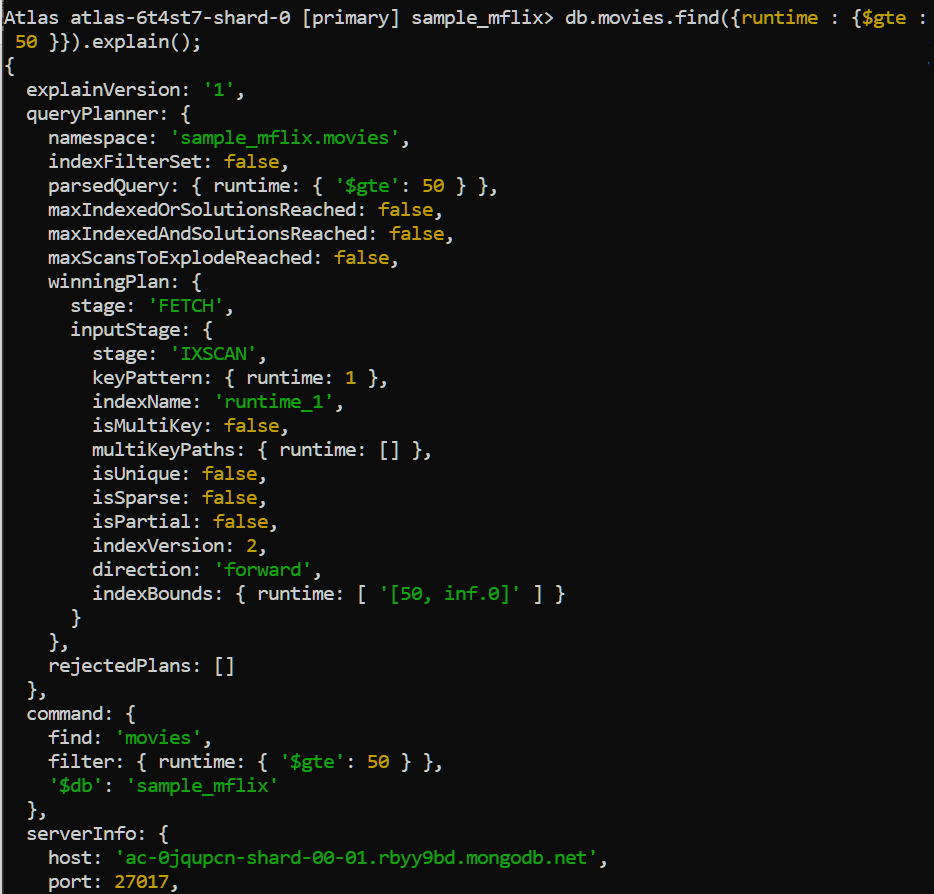 Atlas atlas-6t4st7-shard-0 [primary] sample_mflix> db.movies.find({runtime : {$gte :
 50 }}).explain();
{
  explainVersion: '1',
  queryPlanner: {
    namespace: 'sample_mflix.movies',
    indexFilterSet: false,
    parsedQuery: { runtime: { '$gte': 50 } },
    maxIndexedOrSolutionsReached: false,
    maxIndexedAndSolutionsReached: false,
    maxScansToExplodeReached: false,
    winningPlan: {
      stage: 'FETCH',
      inputStage: {
        stage: 'IXSCAN',
        keyPattern: { runtime: 1 },
        indexName: 'runtime_1',
        isMultiKey: false,
        multiKeyPaths: { runtime: [] },
        isUnique: false,
        isSparse: false,
        isPartial: false,
        indexVersion: 2,
        direction: 'forward',
        indexBounds: { runtime: [ '[50, inf.0]' ] }
      }
    },
    rejectedPlans: []
  },
  command: {
    find: 'movies',
    filter: { runtime: { '$gte': 50 } },
    '$db': 'sample_mflix'
  },
  serverInfo: {
    host: 'ac-0jqupcn-shard-00-01.rbyy9bd.mongodb.net',
    port: 27017,